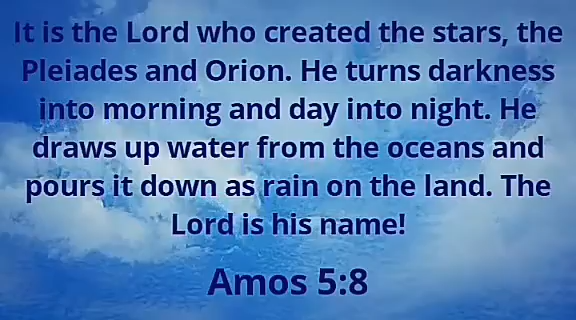 It is the Lord who created the stars, the
Pleiades and Orion. He turns darkness
into morning and day into night. He
draws up water from the oceans and
pours it down as rain on the land. The
Lord is his name!
Amos 5:8